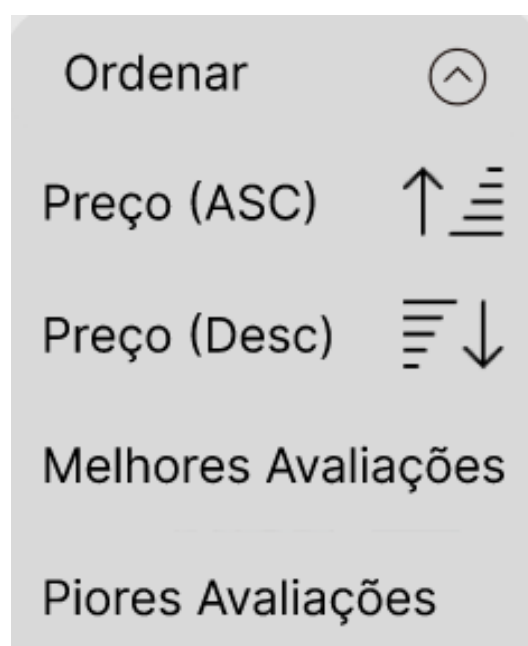 Ordenar
Preço (ASC)
Preço (Desc)
Melhores Avaliações
Piores Avaliações